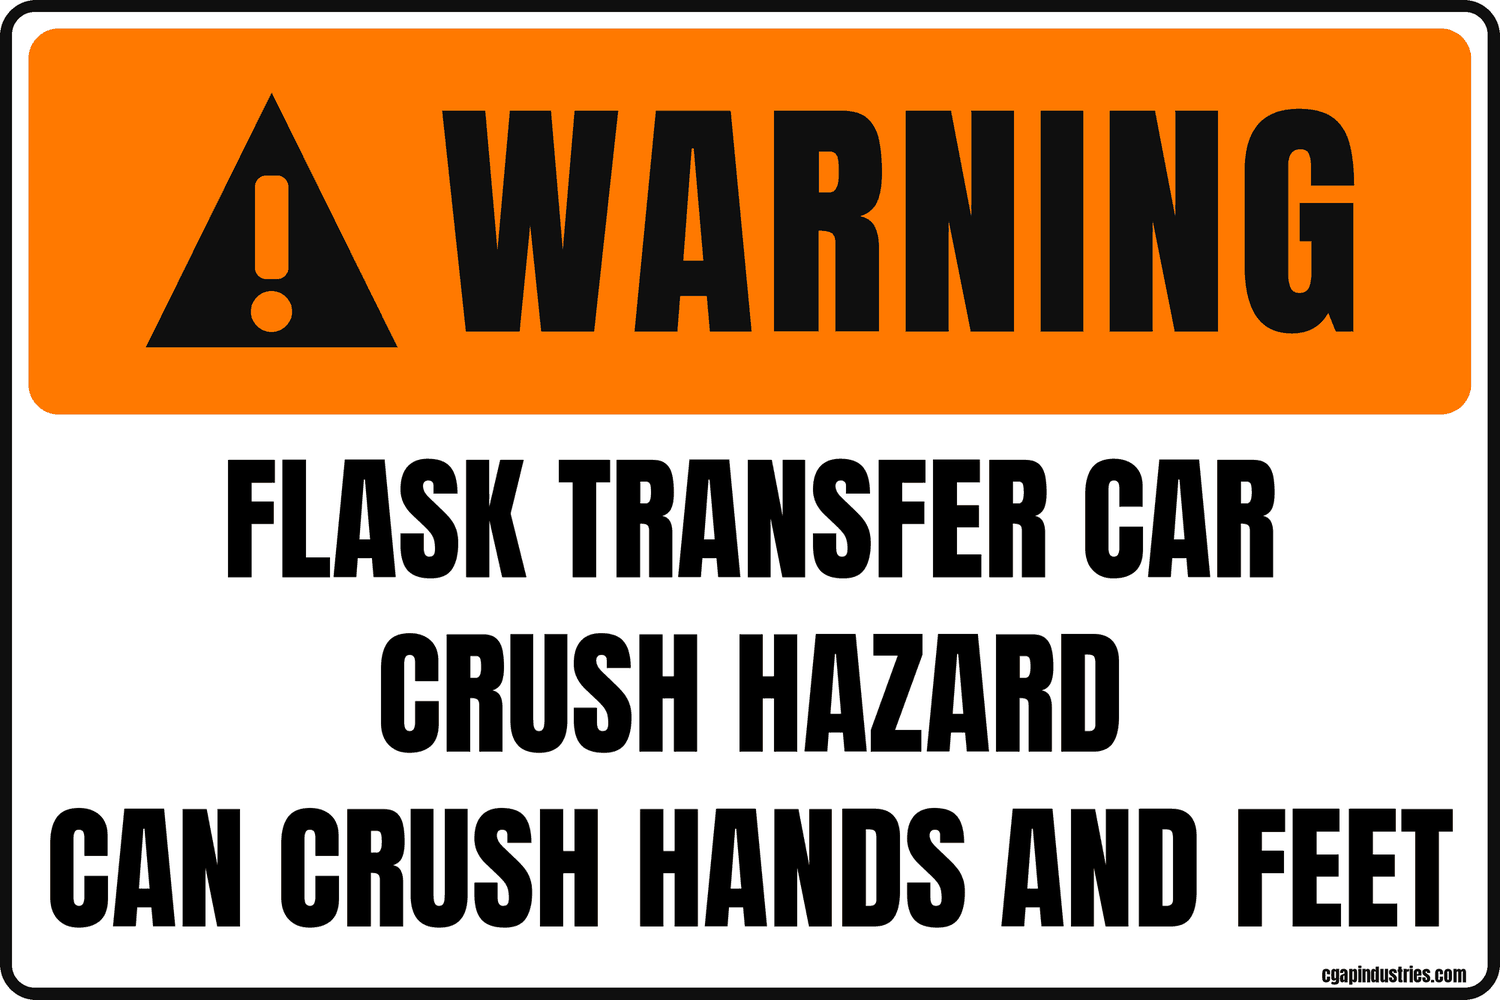 WARNING
FLASK TRANSFER CAR
CRUSH HAZARD
CAN CRUSH HANDS AND FEET
cgapindustries.com